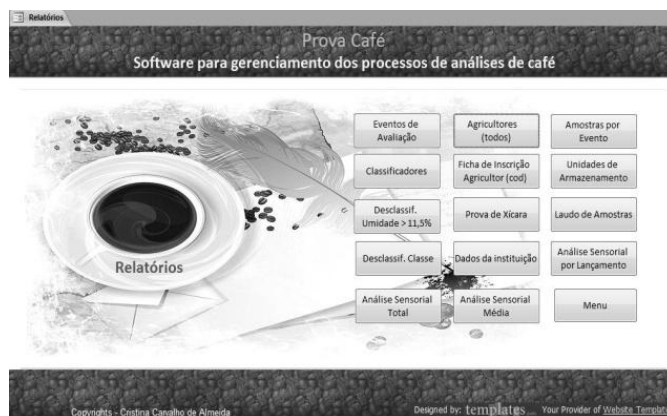 Relatórios
Prova Café
Software para gerenciamento dos processos de análises de café
Eventos de
Avaliação
Agricultores
(todos)
Amostras por
Evento
Classificadores
Ficha de Inscrição
Agricultor (cod)
Unidades de
Armazenamento
Desclassif.
Umidade > 11,5%
Prova de Xícara
Laudo de Amostras
Relatórios
Desclassif. Classe
Dados da instituição
Análise Sensorial
por Lançamento
Análise Sensorial
Total
Análise Sensorial
Média
Menu
Copyrights - Cristina Carvalho de Almeida
Designed by: templates Your Provider of Website Templat